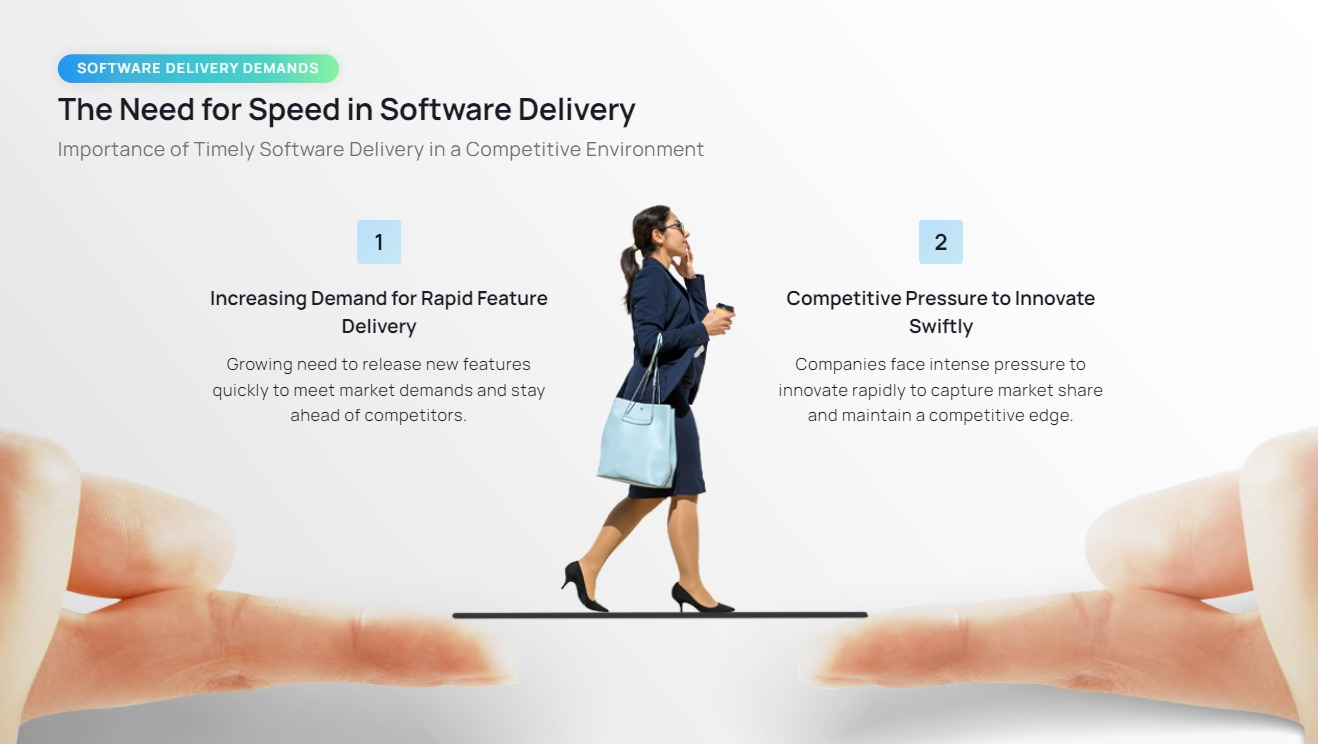 SOFTWARE DELIVERY DEMANDS
The Need for Speed in Software Delivery
Importance of Timely Software Delivery in a Competitive Environment
1
Increasing Demand for Rapid Feature
Delivery
Growing need to release new features
quickly to meet market demands and stay
ahead of competitors.
2
Competitive Pressure to Innovate
Swiftly
Companies face intense pressure to
innovate rapidly to capture market share
and maintain a competitive edge.